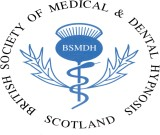 BRITISH SOCIETY OF MEDICAL & DENTAL HYPNOSIS
BSMDH
SCOTLAND